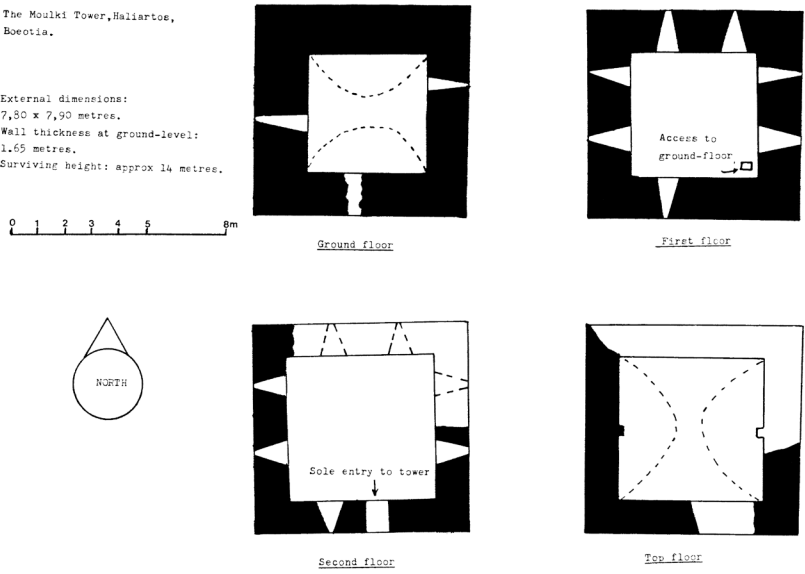 The Moulki Tower,Haliartos,
Boeotia.
External dimensions:
7,80 x 7,90 metres.
Wall thickness at ground-level:
1.65 metres.
Surviving height: approx 14 metres.
0 1 2 3 4 5 8m
Ground floor
Access to
ground-floor
First floor
NORTH
Sole entry to tower
Second floor
Top floor